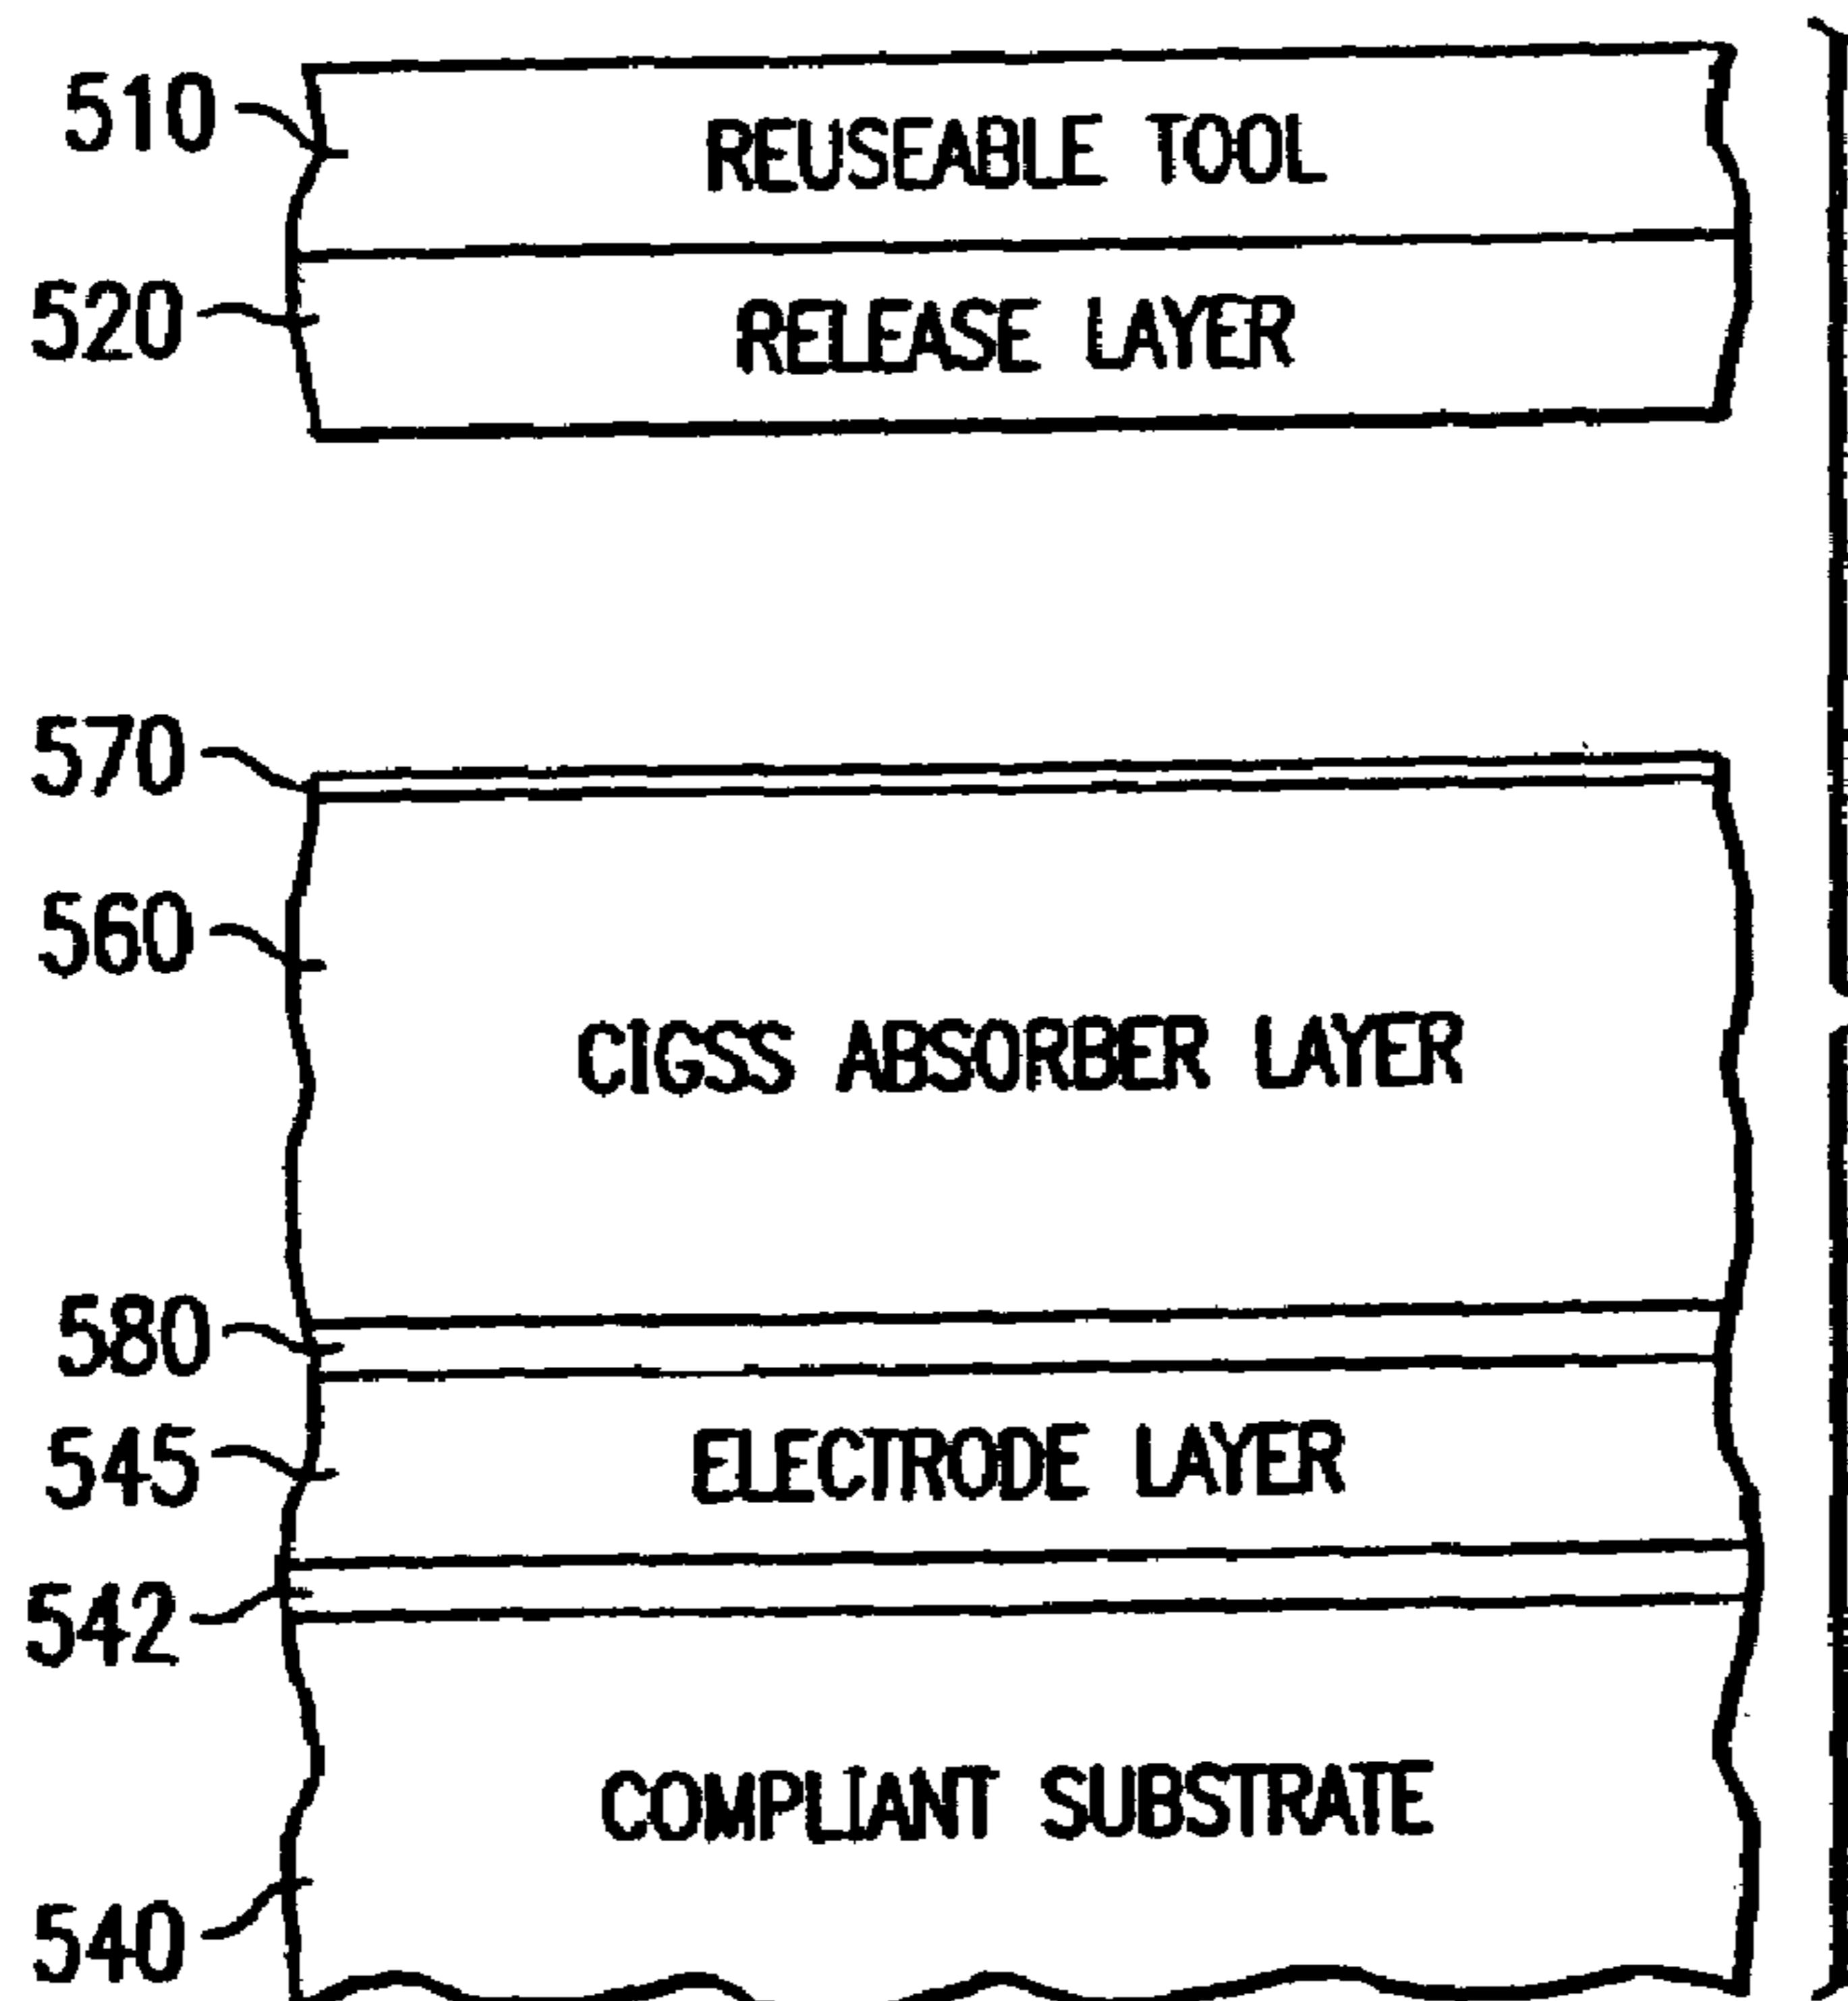 510
REUSEABLE TOOL
520
RELEASE LAYER
570
560
CIGSS ABSORBER LAYER
580
545
ELECTRODE LAYER
542
COMPLIANT SUBSTRATE
540